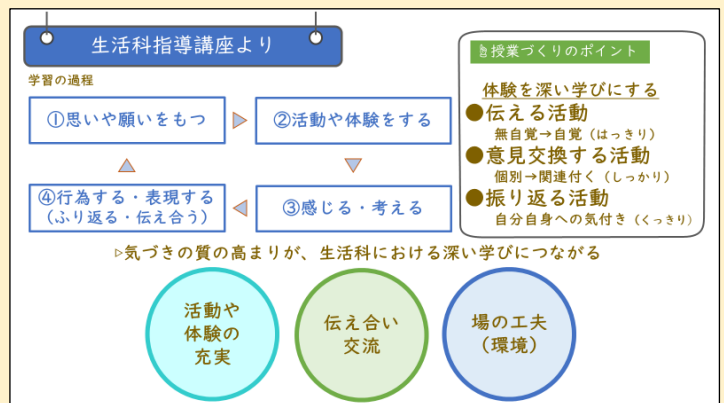 生活科指導講座より
学習の過程
①思いや願いをもつ
②活動や体験をする
④行為する・表現する
(ふり返る・伝え合う)
③感じる・考える
授業づくりのポイント
体験を深い学びにする
●伝える活動
無自覚→自覚(はっきり)
●意見交換する活動
個別→関連付く(しっかり)
●振り返る活動
自分自身への気付き(くっきり)
▷気づきの質の高まりが、生活科における深い学びにつながる
活動や
体験の
充実
伝え合い
交流
場の工夫
(環境)